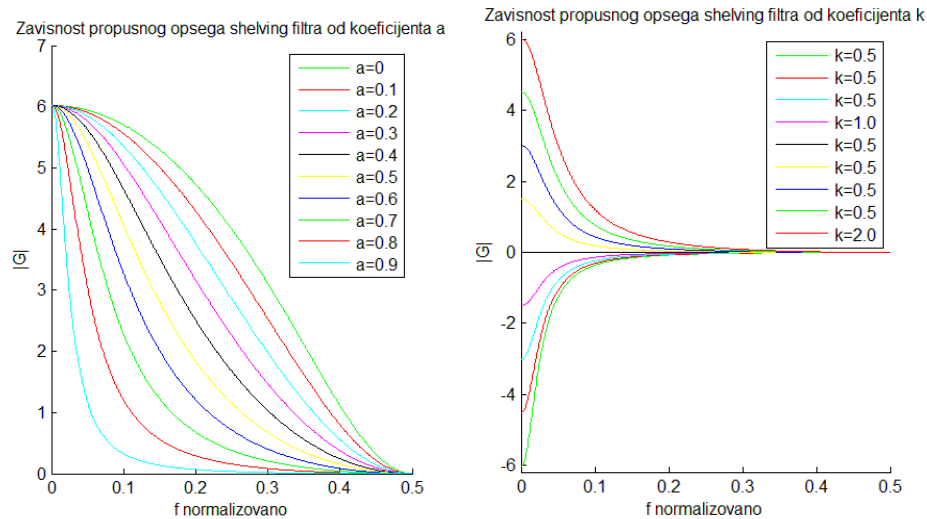 Zavisnost propusnog opsega shelving filtra od koeficijenta a
7
6
5
4
3
2
1
0
|G|
a=0
a=0.1
a=0.2
a=0.3
a=0.4
a=0.5
a=0.6
a=0.7
a=0.8
a=0.9
0
0.1
0.2
0.3
0.4
0.5
f normalizovano
Zavisnost propusnog opsega shelving filtra od koeficijenta k
6
4
2
0
-2
-4
-6
|G|
k=0.5
k=0.5
k=0.5
k=1.0
k=0.5
k=0.5
k=0.5
k=0.5
k=2.0
0
0.1
0.2
0.3
0.4
0.5
f normalizovano